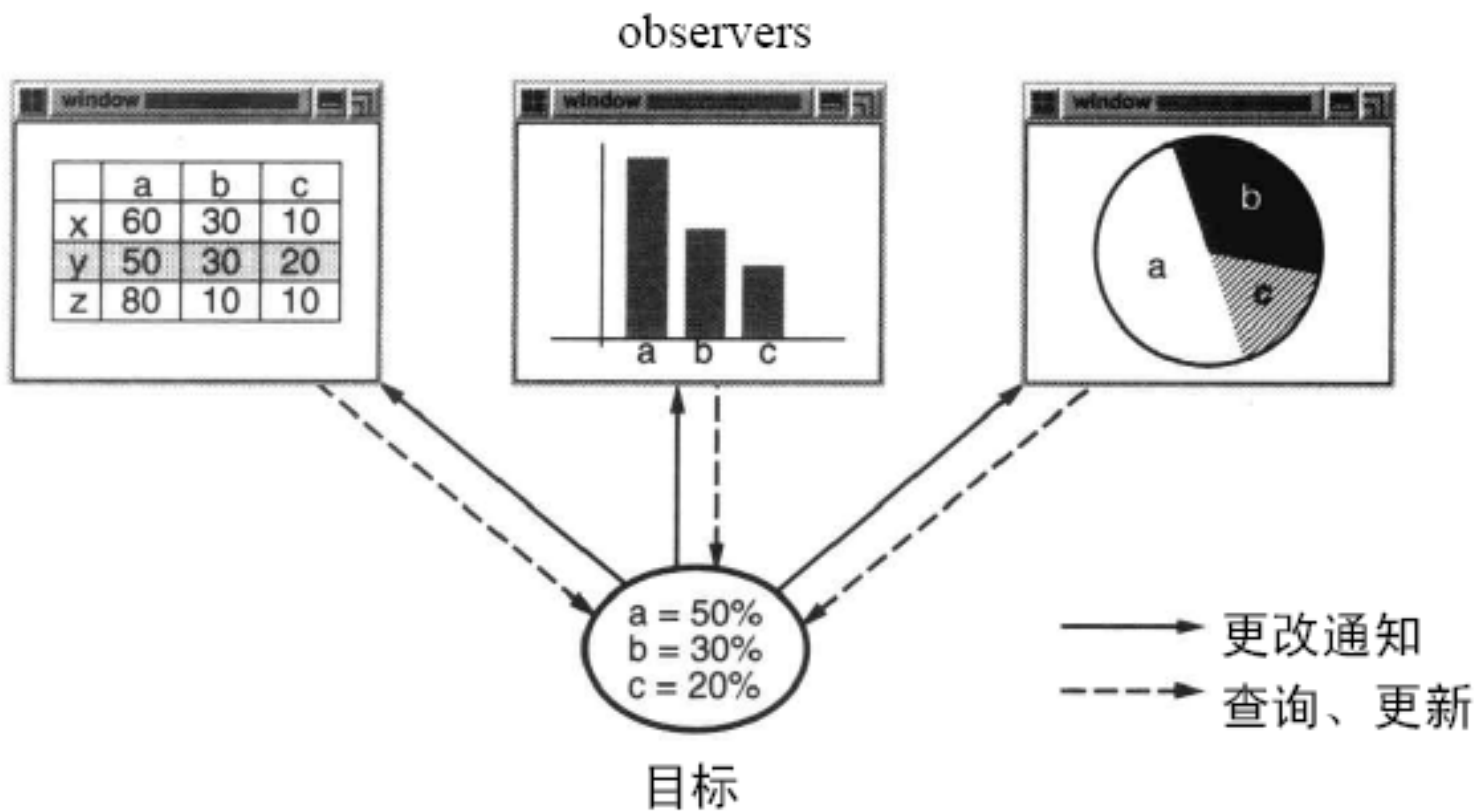 observers
window
window
window
a b c
x 60 30 10
y 50 30 20
z 80 10 10
a b c
b
a
c
a = 50%
b = 30%
c = 20%
更改通知
查询、更新
目标